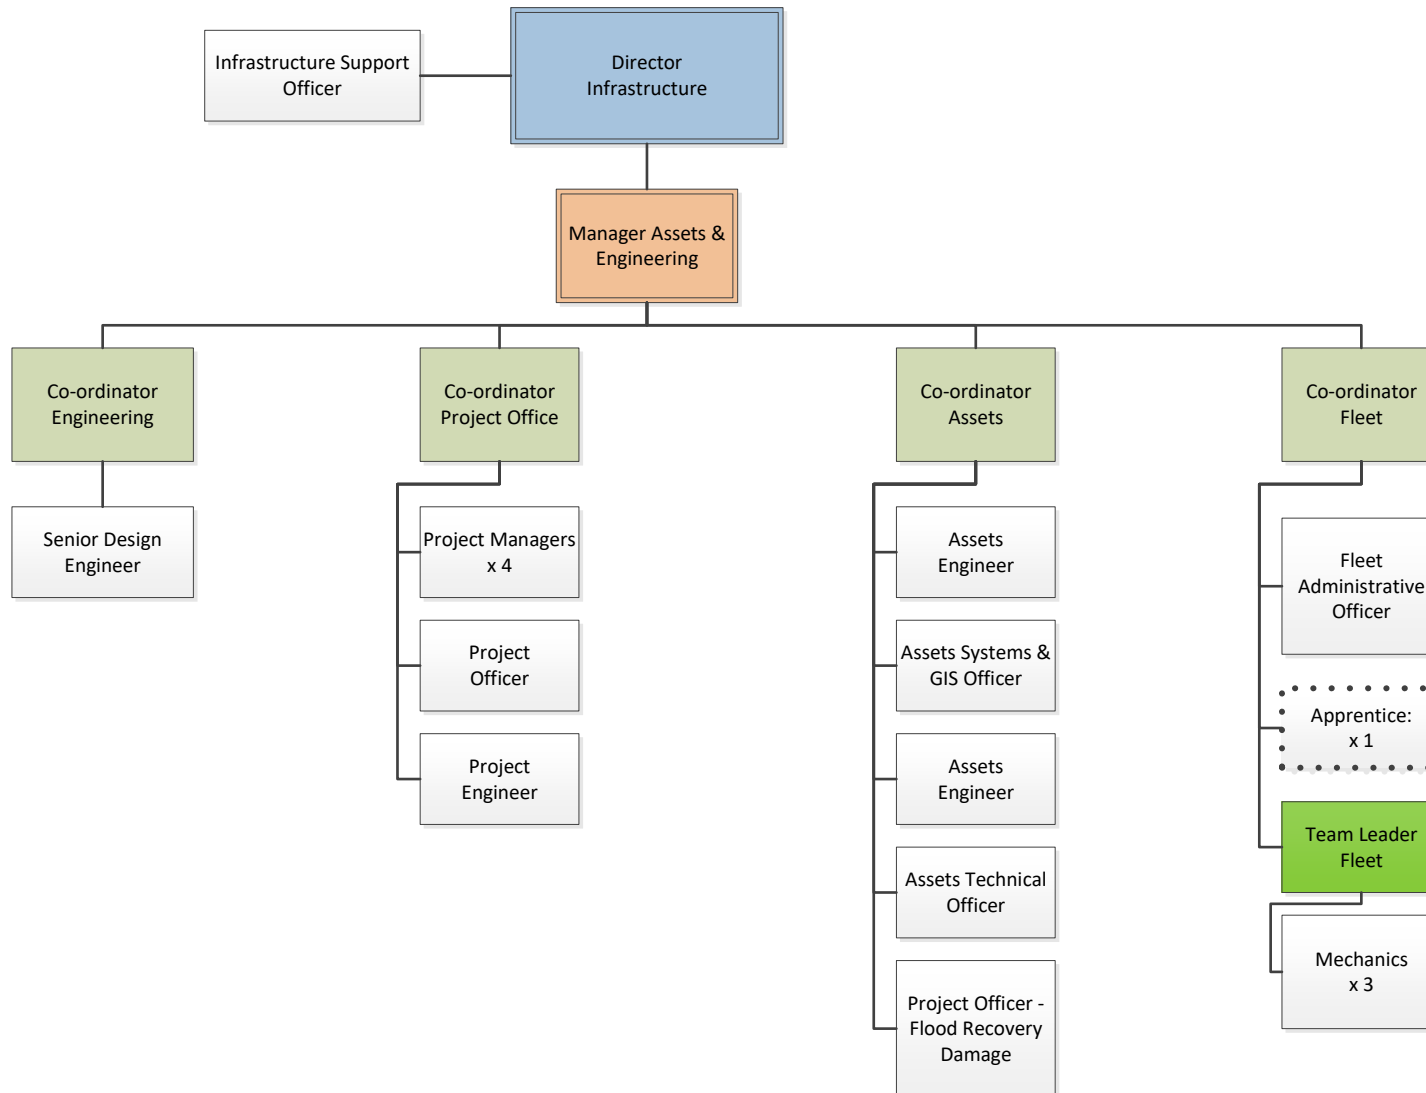 Infrastructure Support
Officer
Director
Infrastructure
Manager Assets &
Engineering
Co-ordinator
Engineering
Co-ordinator
Project Office
Co-ordinator
Assets
Co-ordinator
Fleet
Senior Design
Engineer
Project Managers
x 4
Project
Officer
Project
Engineer
Assets
Engineer
Assets Systems &
GIS Officer
Assets
Engineer
Assets Technical
Officer
Project Officer -
Flood Recovery
Damage
Fleet
Administrative
Officer
Apprentice:
x 1
Team Leader
Fleet
Mechanics
x 3